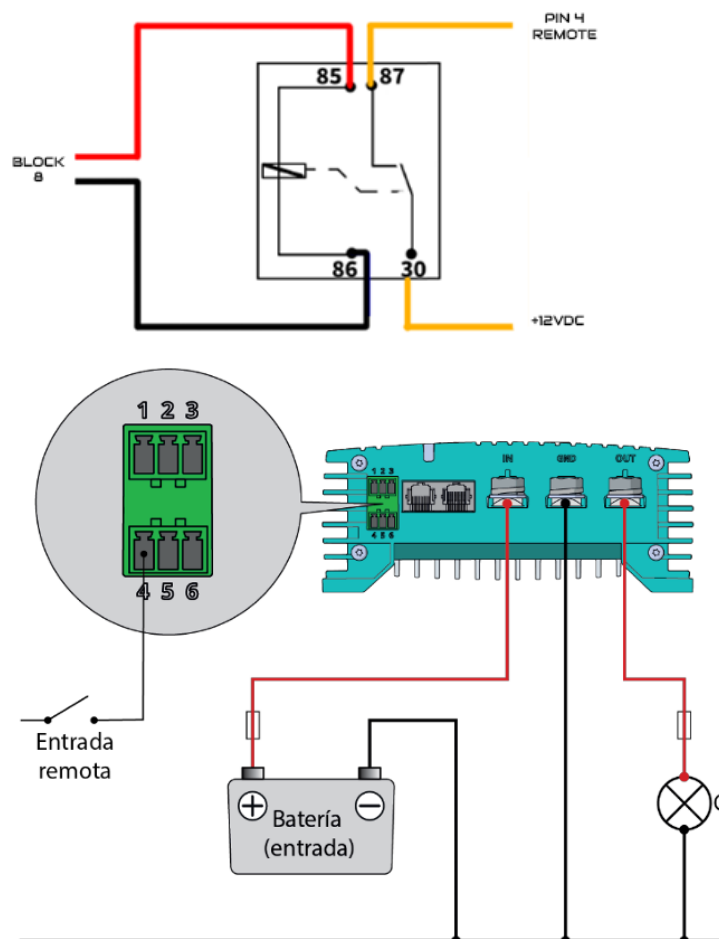 PIN 4
REMOTE
85 87
BLOCK
8
86 30
+12VDC
1 2 3
4 5 6
IN GND OUT
1 2 3
4 5 6
Entrada
remota
+ −
Batería
(entrada)